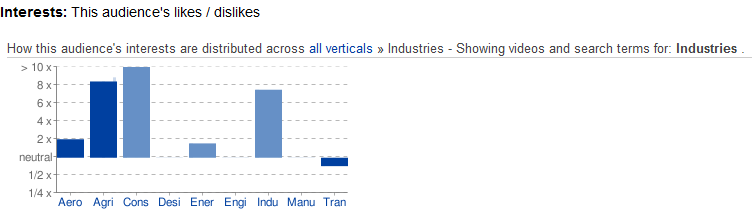 Interests: This audience's likes / dislikes
How this audience's interests are distributed across all verticals » Industries - Showing videos and search terms for: Industries .
> 10 x
8 x
6 x
4 x
2 x
neutral
1/2 x
1/4 x
Aero Agri Cons Desi Ener Engi Indu Manu Tran